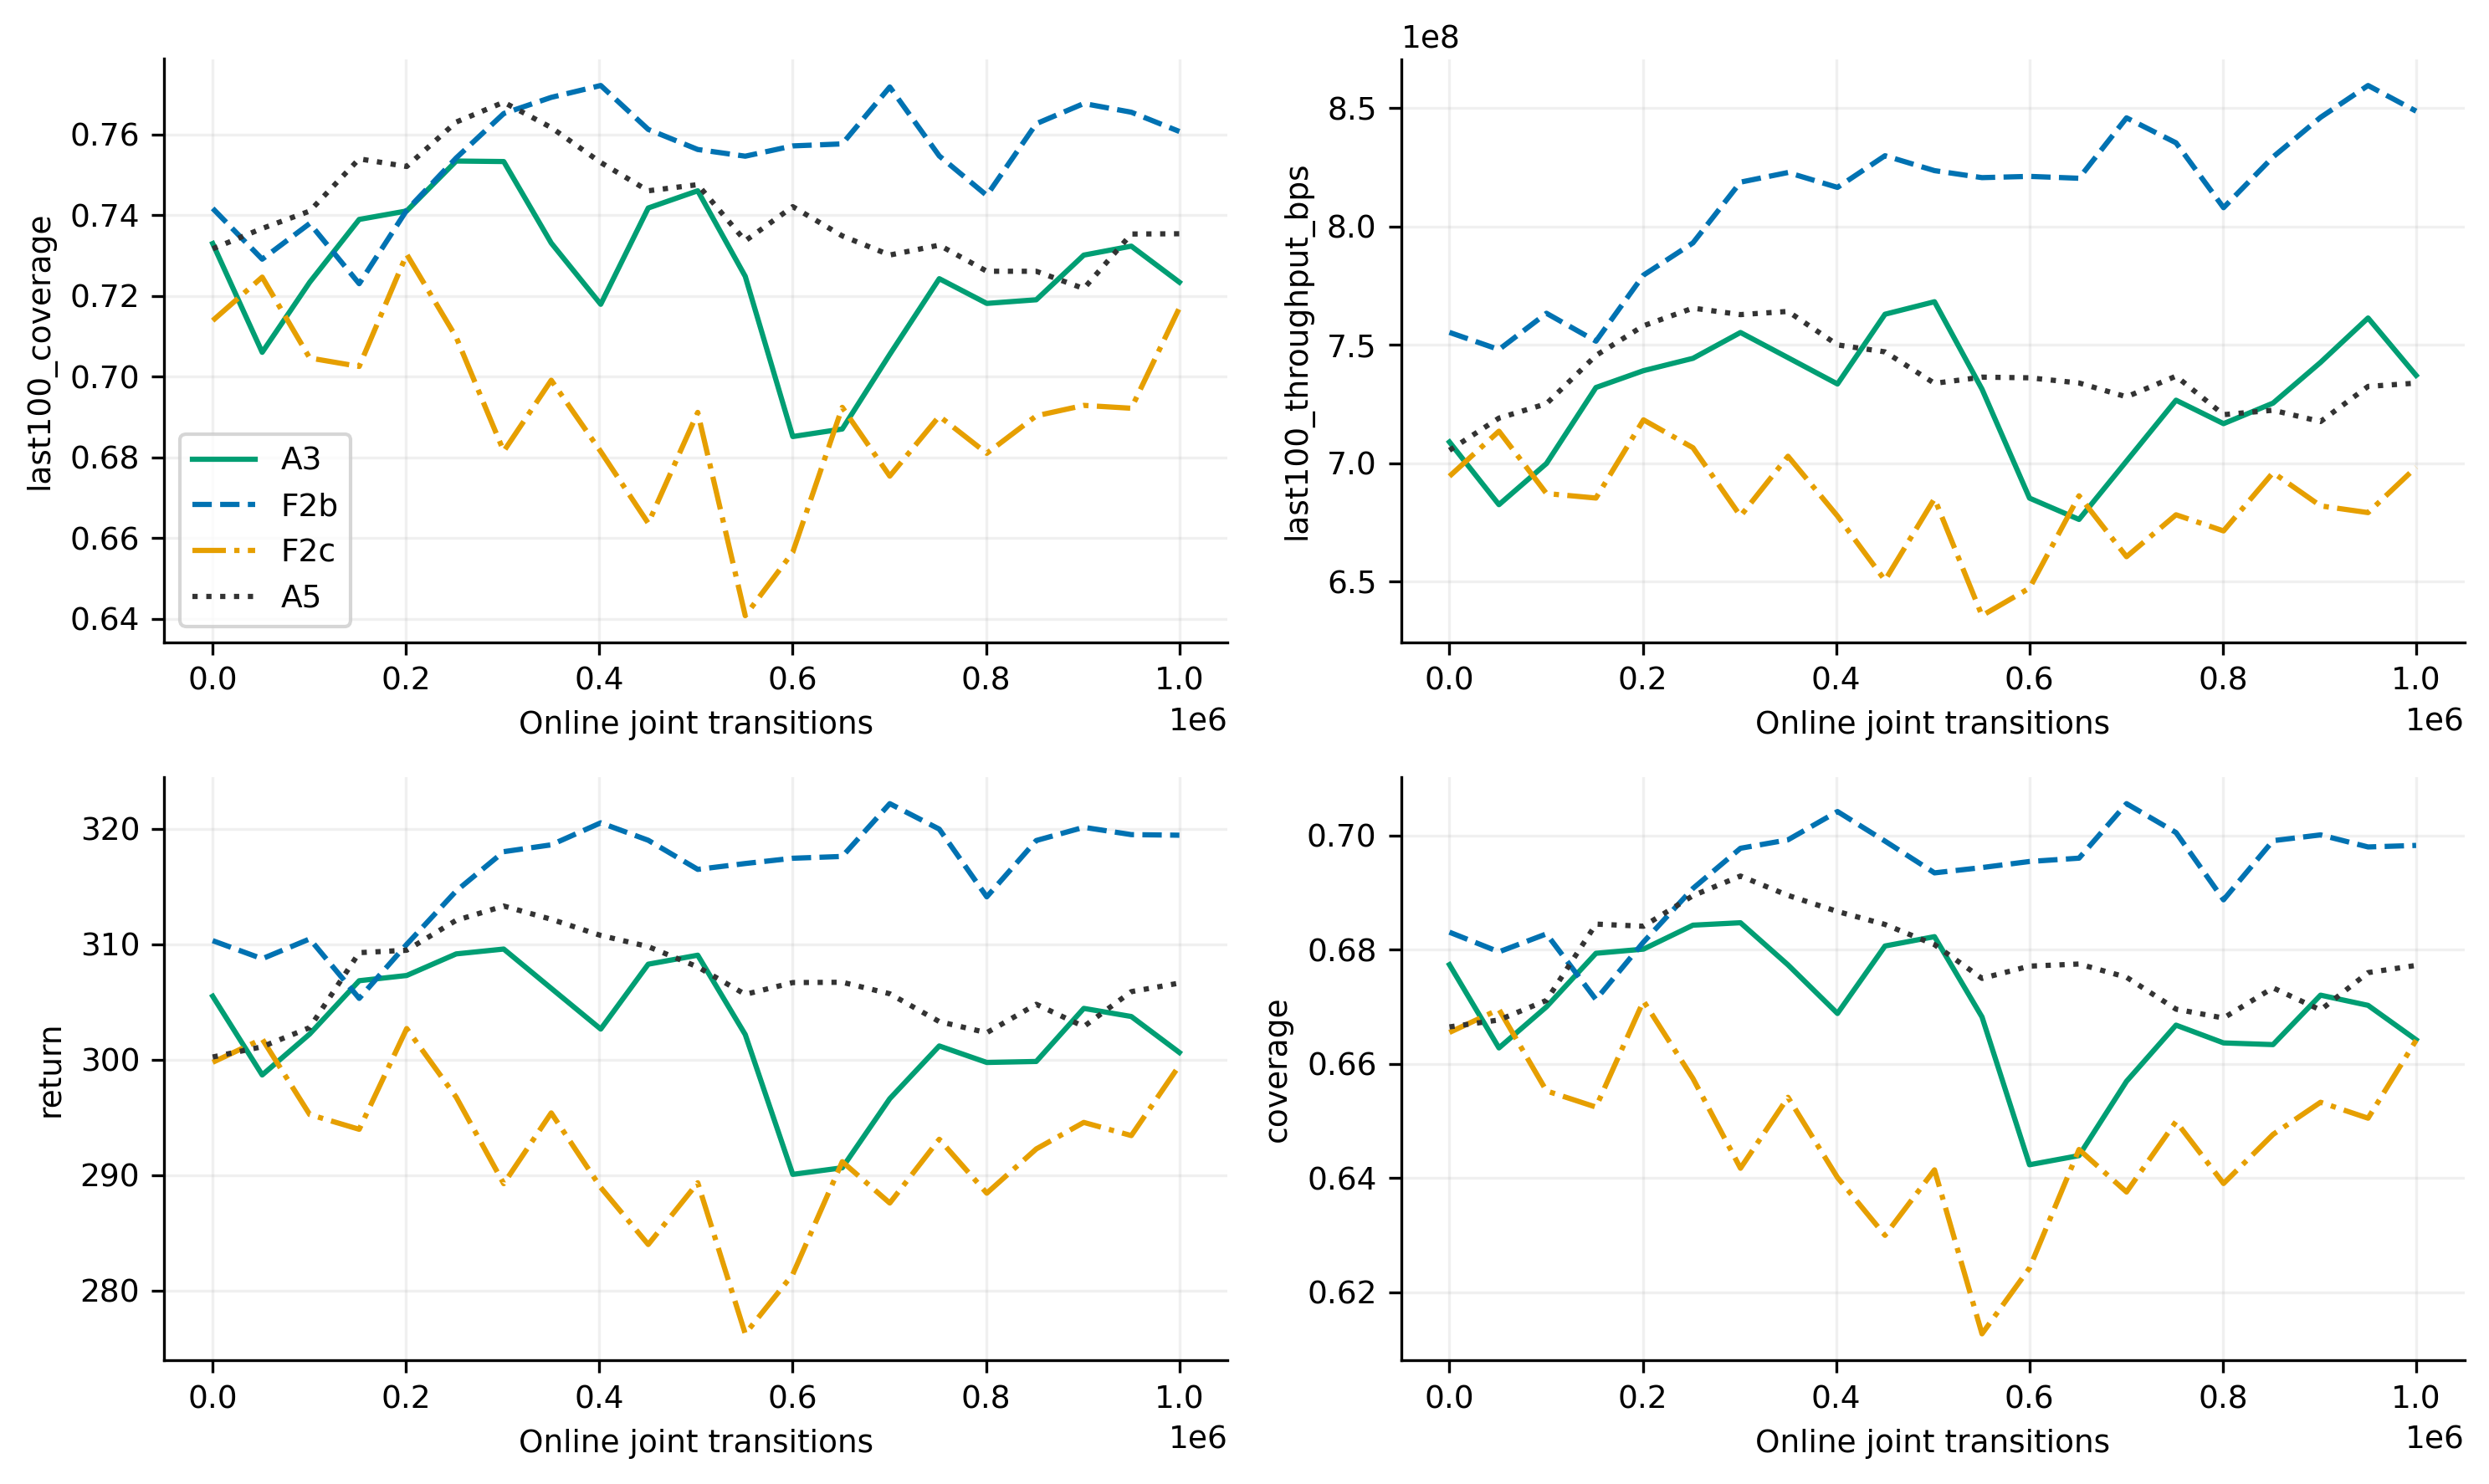 last100_coverage
0.76
0.74
0.72
0.70
0.68
0.66
0.64
A3
F2b
F2c
A5
0.0 0.2 0.4 0.6 0.8 1.0
1e6
Online joint transitions
1e8
last100_throughput_bps
8.5
8.0
7.5
7.0
6.5
0.0 0.2 0.4 0.6 0.8 1.0
1e6
Online joint transitions
return
320
310
300
290
280
0.0 0.2 0.4 0.6 0.8 1.0
1e6
Online joint transitions
coverage
0.70
0.68
0.66
0.64
0.62
0.0 0.2 0.4 0.6 0.8 1.0
1e6
Online joint transitions